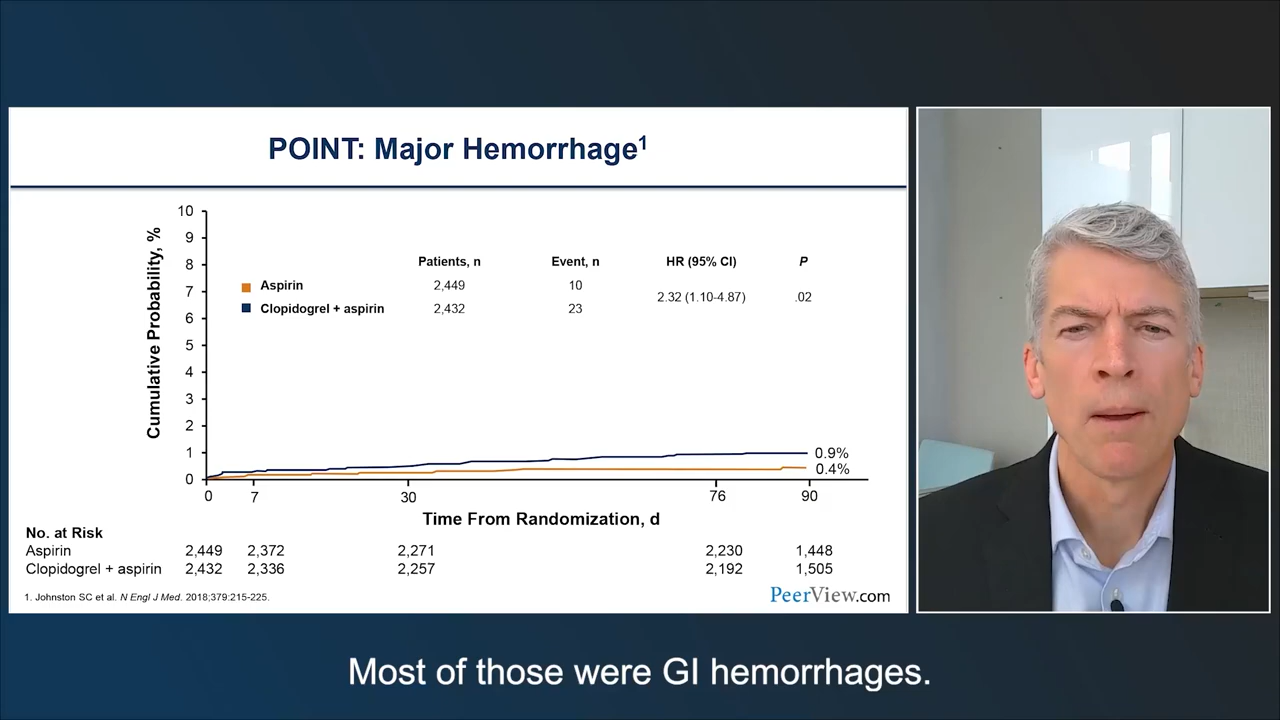 POINT: Major Hemorrhage1
Cumulative Probability, %
10
9
8
7
6
5
4
3
2
1
0
Patients, n Event, n HR (95% CI) P
Aspirin 2,449 10
2.32 (1.10-4.87) .02
Clopidogrel + aspirin 2,432 23
0.9%
0.4%
0 7 30 76 90
Time From Randomization, d
No. at Risk
Aspirin 2,449 2,372 2,271 2,230 1,448
Clopidogrel + aspirin 2,432 2,336 2,257 2,192 1,505
1. Johnston SC et al. N Engl J Med. 2018;379:215-225.
PeerView.com
Most of those were GI hemorrhages.